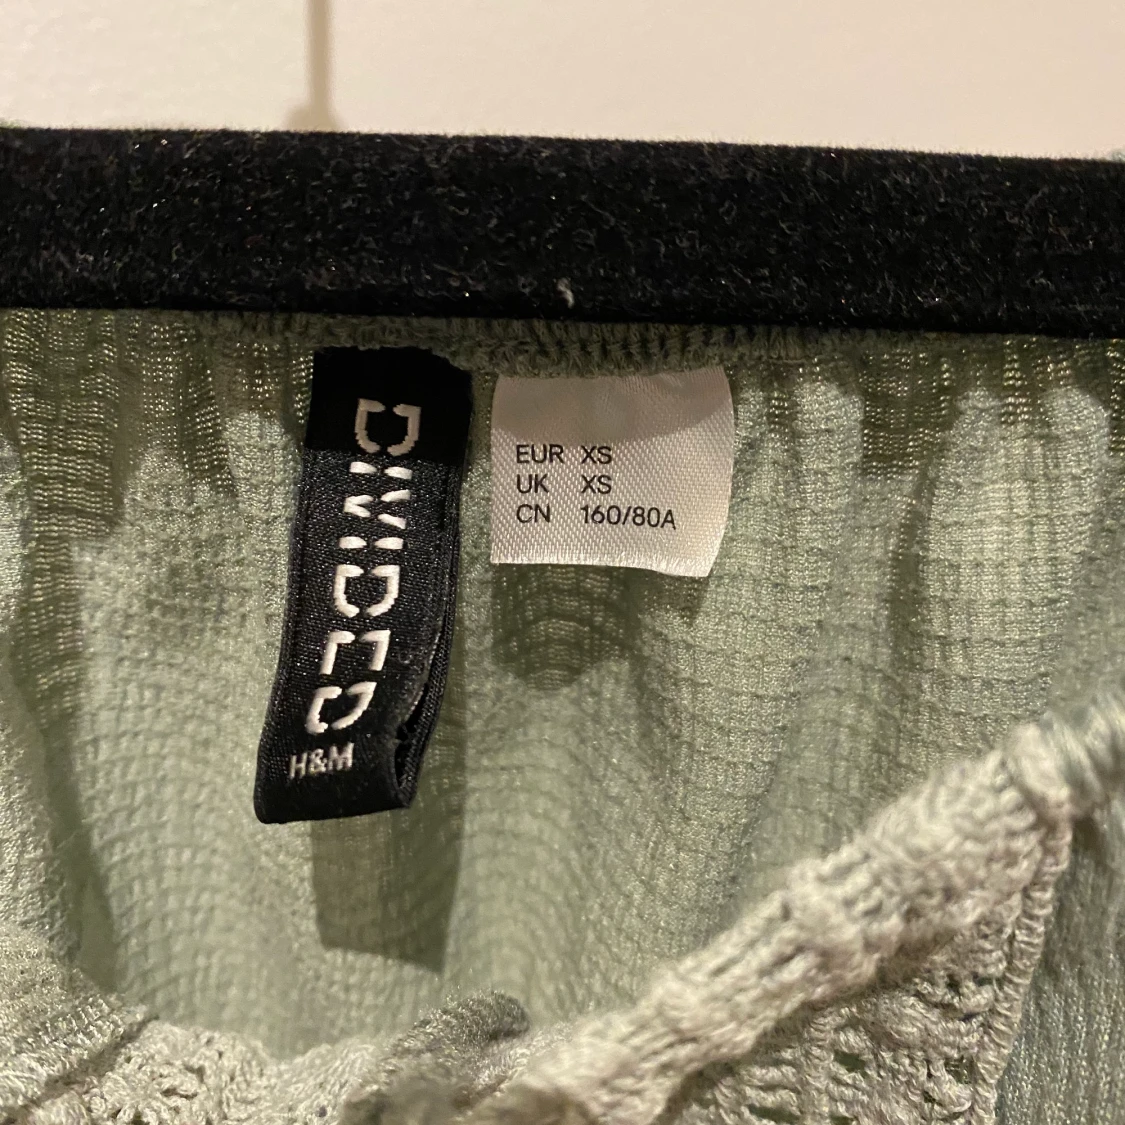 DIVIDED
H&M
EUR XS
UK XS
CN 160/80A